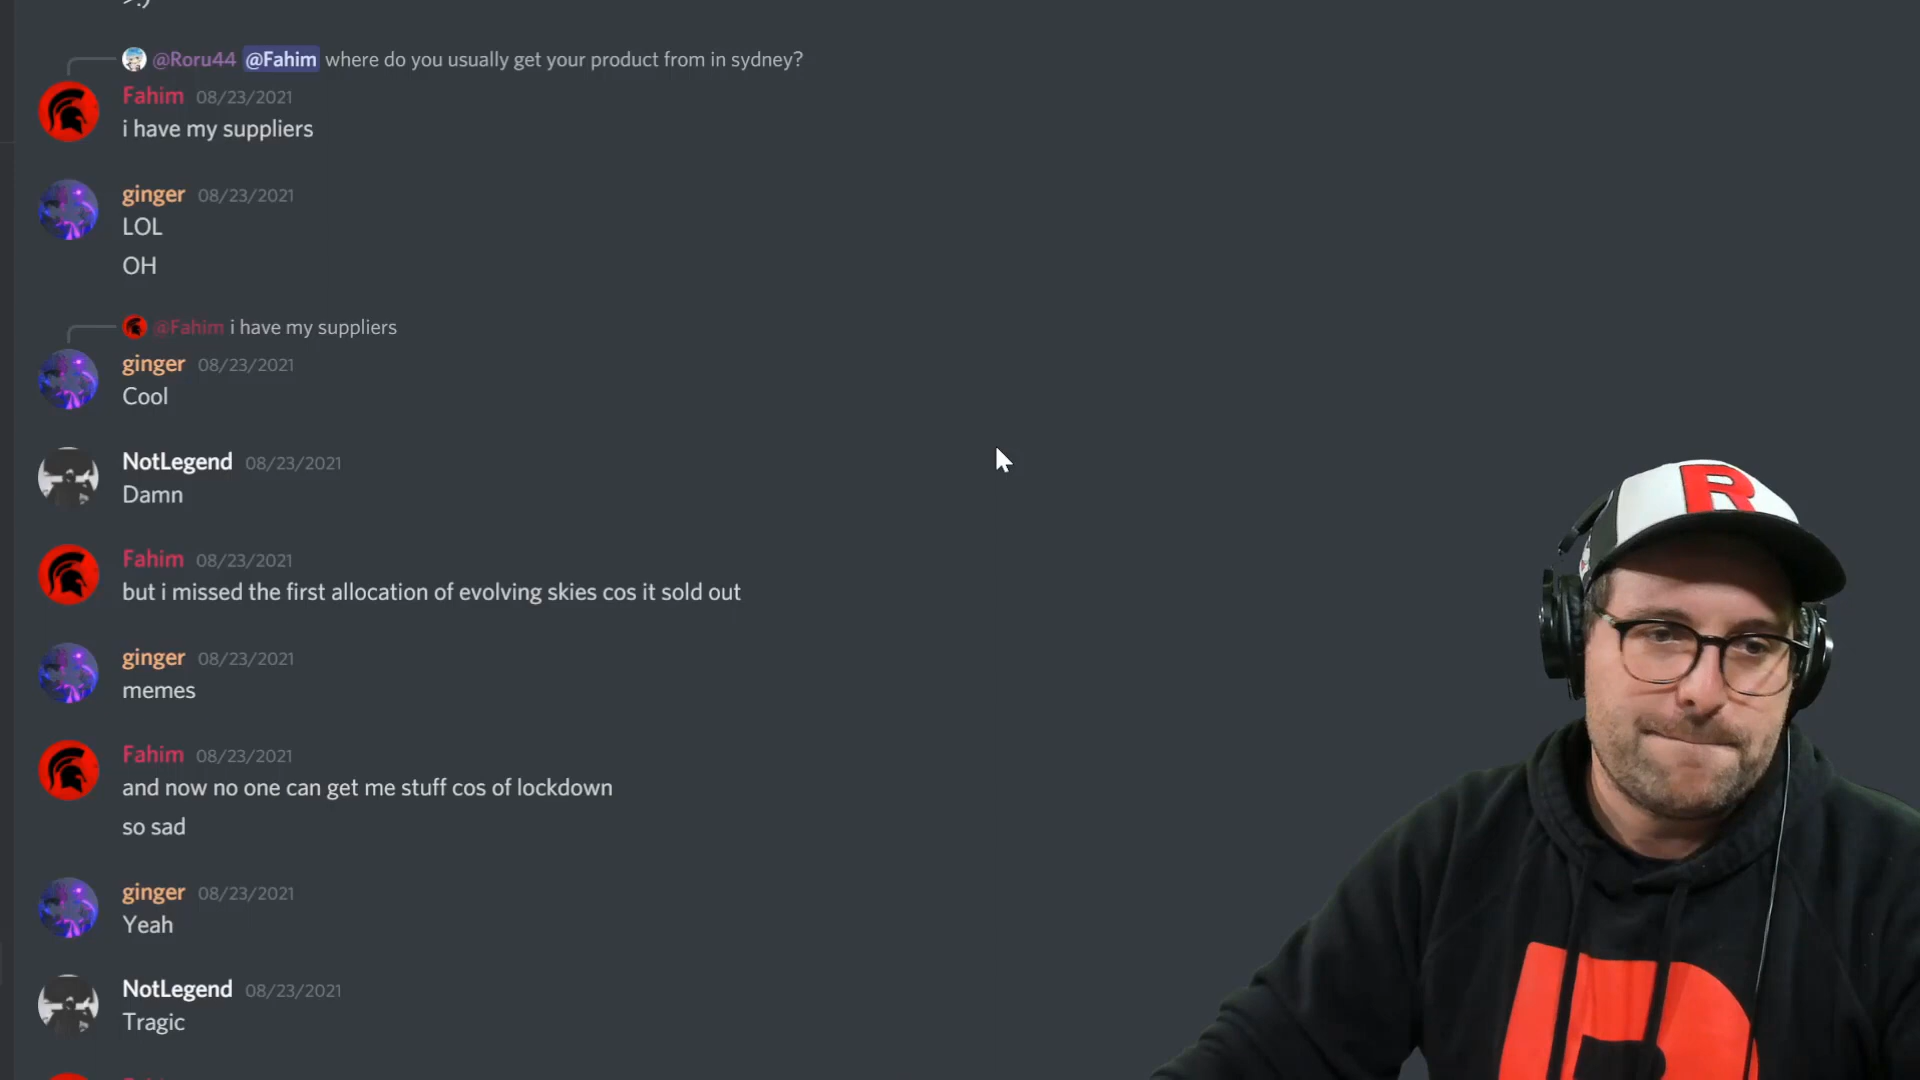 @Roru44 @Fahim where do you usually get your product from in sydney?
Fahim 08/23/2021
i have my suppliers
ginger 08/23/2021
LOL
OH
@Fahim i have my suppliers
ginger 08/23/2021
Cool
NotLegend 08/23/2021
Damn
Fahim 08/23/2021
but i missed the first allocation of evolving skies cos it sold out
ginger 08/23/2021
memes
Fahim 08/23/2021
and now no one can get me stuff cos of lockdown
so sad
ginger 08/23/2021
Yeah
NotLegend 08/23/2021
Tragic
R
R